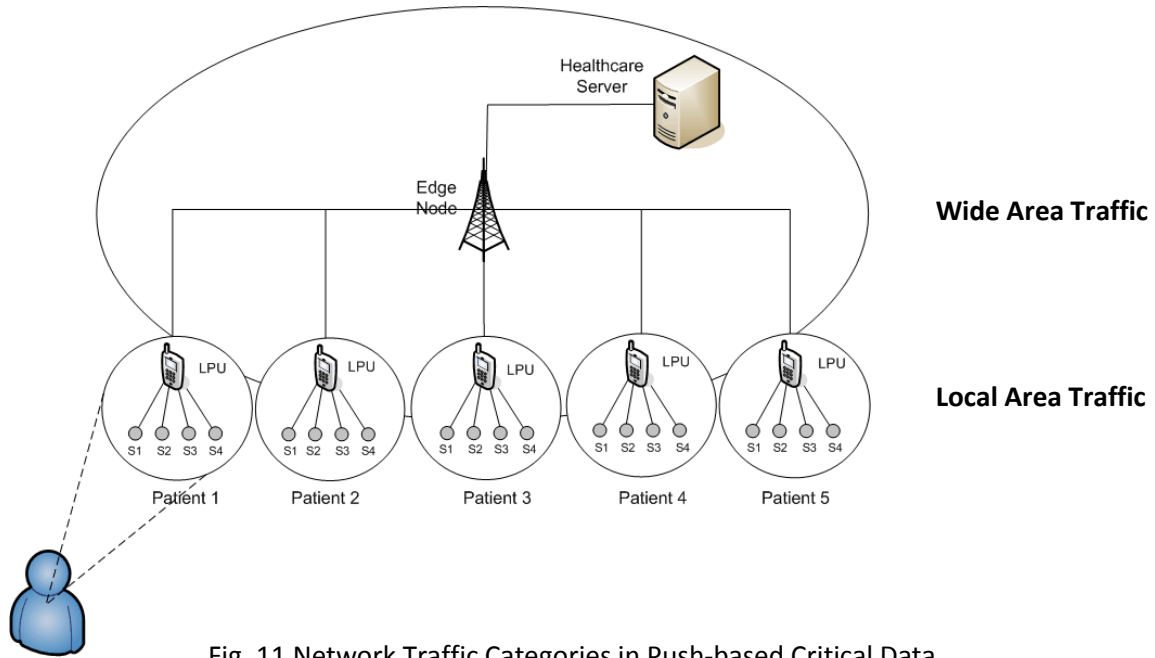 Healthcare
Server
Edge
Node
Wide Area Traffic
LPU LPU LPU LPU LPU
Local Area Traffic
S1 S2 S3 S4 S1 S2 S3 S4 S1 S2 S3 S4 S1 S2 S3 S4 S1 S2 S3 S4
Patient 1 Patient 2 Patient 3 Patient 4 Patient 5
Fig. 11 Network Traffic Categories in Push-based Critical Data